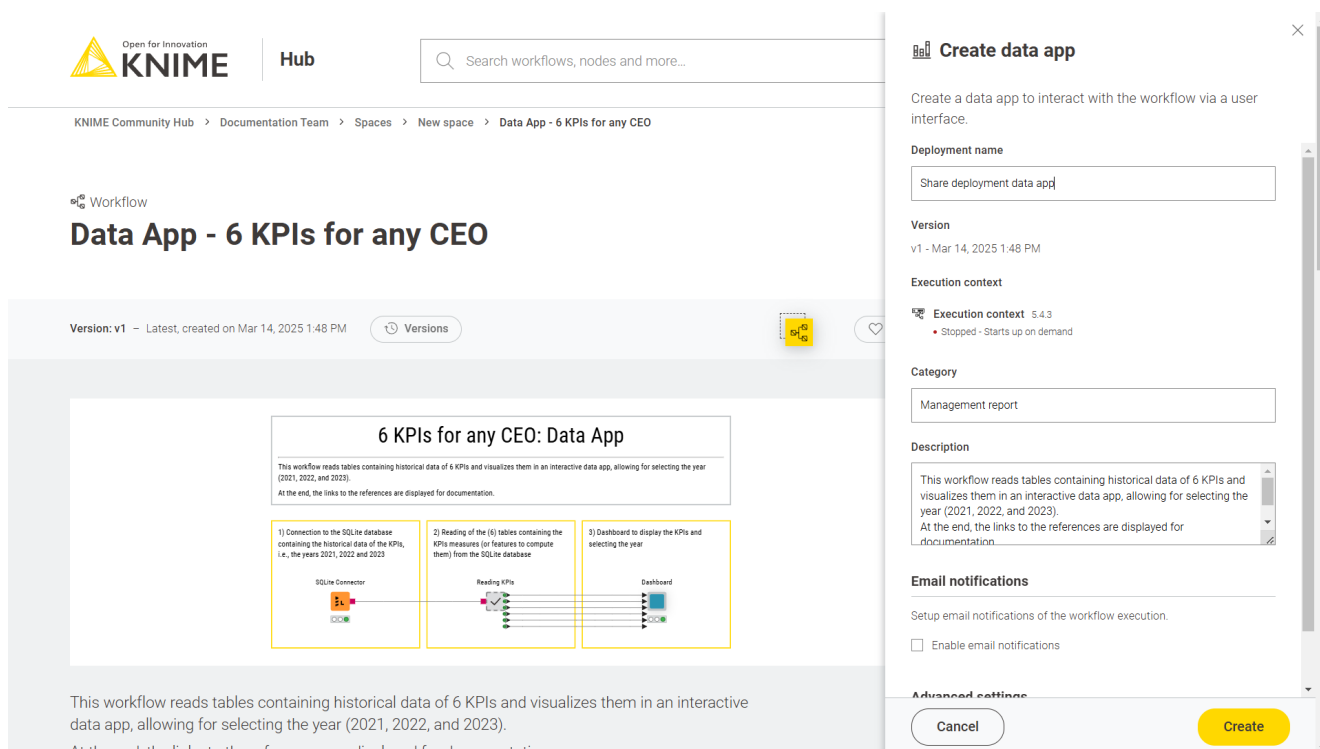 Open for Innovation
KNIME
Hub
Search workflows, nodes and more...
KNIME Community Hub > Documentation Team > Spaces > New space > Data App - 6 KPIs for any CEO
Workflow
Data App - 6 KPIs for any CEO
Version: v1 – Latest, created on Mar 14, 2025 1:48 PM
Versions
6 KPIs for any CEO: Data App
This workflow reads tables containing historical data of 6 KPIs and visualizes them in an interactive data app, allowing for selecting the year
(2021, 2022, and 2023).
At the end, the links to the references are displayed for documentation.
1) Connection to the SQLite database
containing the historical data of the KPIs,
i.e., the years 2021, 2022 and 2023
SQLite Connector
2) Reading of the (6) tables containing the
KPIs measures (or features to compute
them) from the SQLite database
Reading KPIs
3) Dashboard to display the KPIs and
selecting the year
Dashboard
This workflow reads tables containing historical data of 6 KPIs and visualizes them in an interactive
data app, allowing for selecting the year (2021, 2022, and 2023).
Create data app
Create a data app to interact with the workflow via a user
interface.
Deployment name
Share deployment data app
Version
v1 - Mar 14, 2025 1:48 PM
Execution context
Execution context 5.4.3
Stopped - Starts up on demand
Category
Management report
Description
This workflow reads tables containing historical data of 6 KPIs and
visualizes them in an interactive data app, allowing for selecting the
year (2021, 2022, and 2023).
At the end, the links to the references are displayed for
documentation
Email notifications
Setup email notifications of the workflow execution.
Enable email notifications
Advanced settings
Cancel
Create